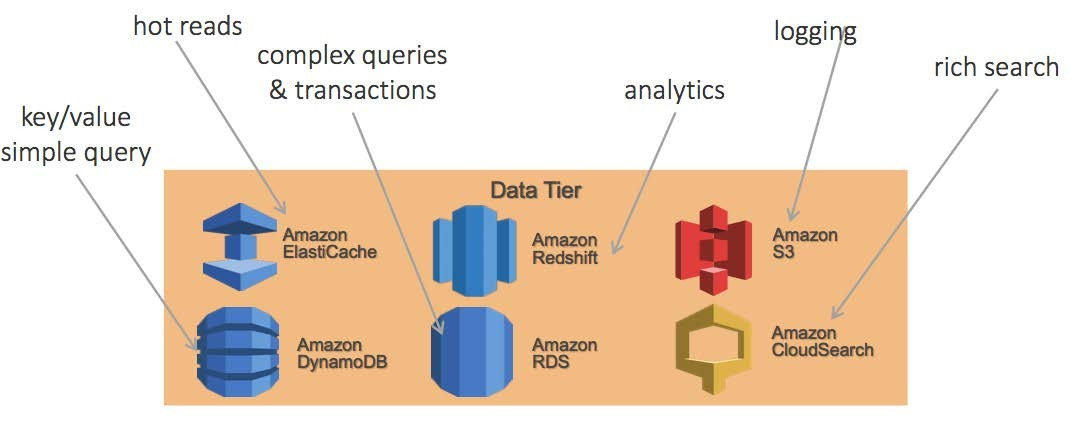 hot reads
complex queries
& transactions
logging
analytics
rich search
key/value
simple query
Data Tier
Amazon
ElastiCache
Amazon
Redshift
Amazon
S3
Amazon
DynamoDB
Amazon
RDS
Amazon
CloudSearch